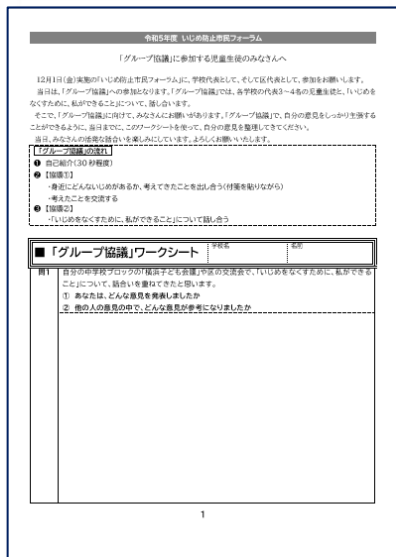 令和5年度 いじめ防止市民フォーラム
「グループ協議」に参加する児童生徒のみなさんへ
12月1日(金)実施の「いじめ防止市民フォーラム」に、学校代表として、そして区代表として、参加をお願いします。
当日は、「グループ協議」への参加となります。「グループ協議」では、各学校の代表3～4名の児童生徒と、「いじめを
なくすために、私ができること」について、話し合います。
そこで、「グループ協議」に向けて、みなさんにお願いがあります。「グループ協議」で、自分の意見をしっかり主張する
ことができるように、当日までに、このワークシートを使って、自分の意見を整理してきてください。
当日、みなさんの活発な話合いを楽しみにしています。よろしくお願いいたします。
「グループ協議」の流れ
❶ 自己紹介(30秒程度)
❷ 【協議①】
・身近にどんないじめがあるか、考えてきたことを出し合う(付箋を貼りながら)
・考えたことを交流する
❸ 【協議②】
・「いじめをなくすために、私ができること」について話し合う
■「グループ協議」ワークシート 学校名 名前
問1 自分の中学校ブロックの「横浜子ども会議」や区の交流会で、「いじめをなくすために、私ができる
こと」について、話合いを重ねてきたと思います。
① あなたは、どんな意見を発表しましたか
② 他の人の意見の中で、どんな意見が参考になりましたか
1